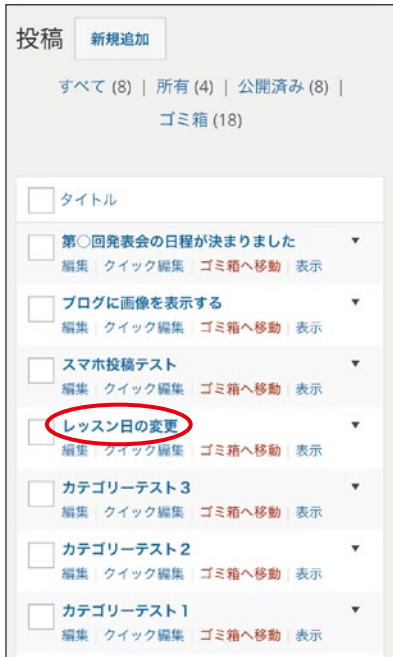 投稿 新規追加
すべて (8) | 所有 (4) | 公開済み (8) |
ゴミ箱 (18)
タイトル
第○回発表会の日程が決まりました
編集 | クイック編集 | ゴミ箱へ移動 | 表示
ブログに画像を表示する
編集 | クイック編集 | ゴミ箱へ移動 | 表示
スマホ投稿テスト
編集 | クイック編集 | ゴミ箱へ移動 | 表示
レッスン日の変更
編集 | クイック編集 | ゴミ箱へ移動 | 表示
カテゴリーテスト3
編集 | クイック編集 | ゴミ箱へ移動 | 表示
カテゴリーテスト2
編集 | クイック編集 | ゴミ箱へ移動 | 表示
カテゴリーテスト1
編集 | クイック編集 | ゴミ箱へ移動 | 表示